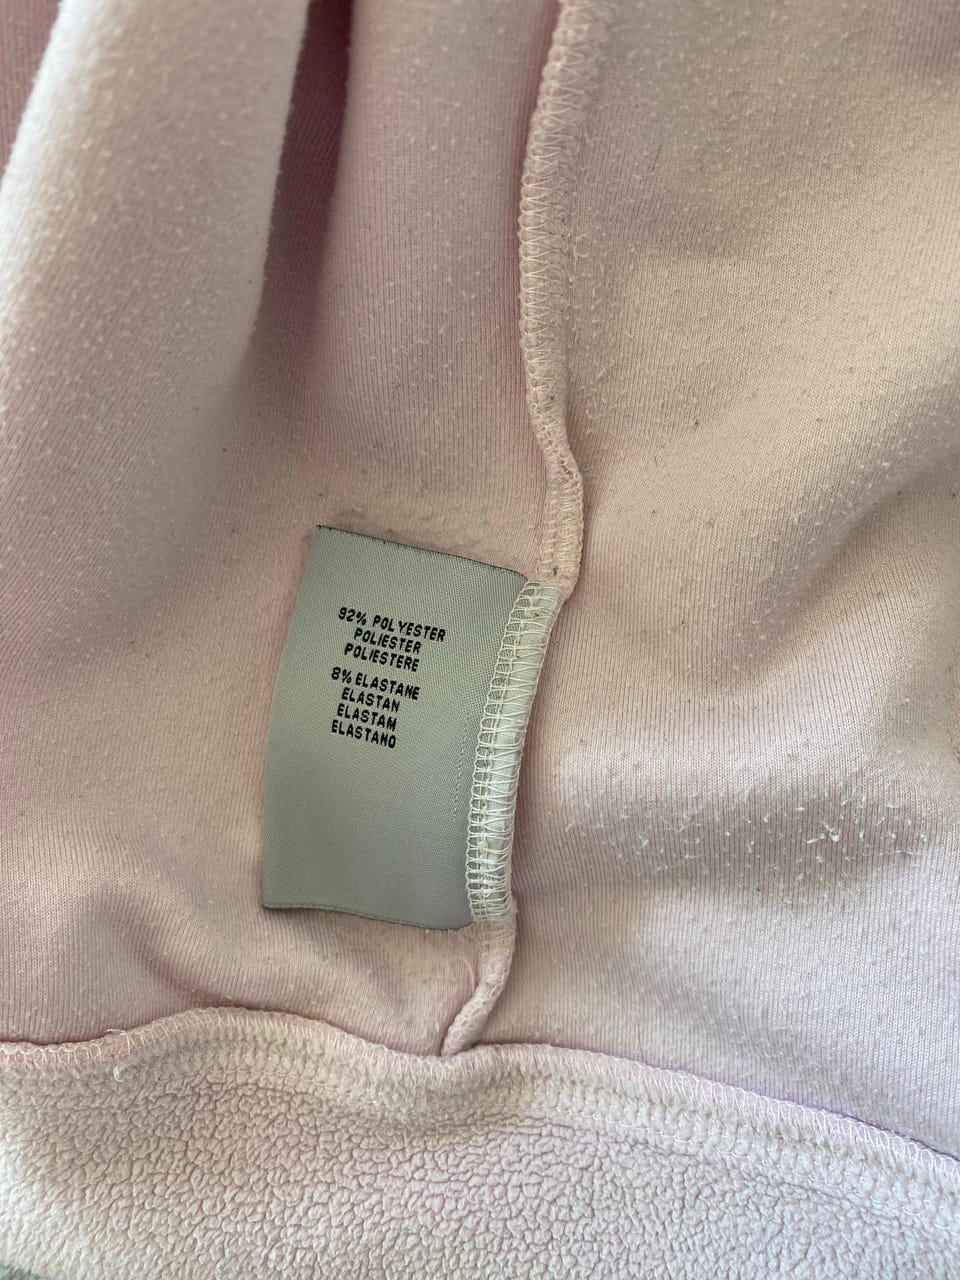 92% POLYESTER
POLIESTER
POLIESTERE
8% ELASTANE
ELASTAN
ELASTAM
ELASTANO